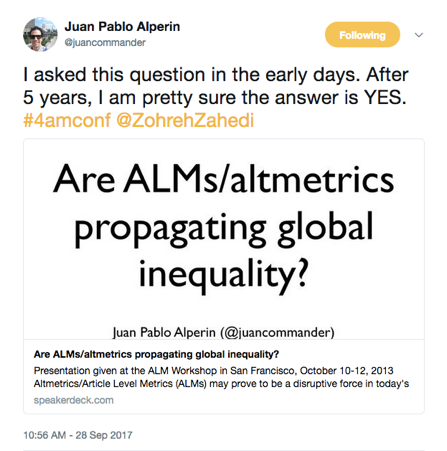 Juan Pablo Alperin
@juancommander
Following
I asked this question in the early days. After
5 years, I am pretty sure the answer is YES.
#4amconf @ZohrehZahedi
Are ALMs/altmetrics
propagating global
inequality?
Juan Pablo Alperin (@juancommander)
Are ALMs/altmetrics propagating global inequality?
Presentation given at the ALM Workshop in San Francisco, October 10-12, 2013
Altmetrics/Article Level Metrics (ALMs) may prove to be a disruptive force in today's
speakerdeck.com
10:56 AM - 28 Sep 2017